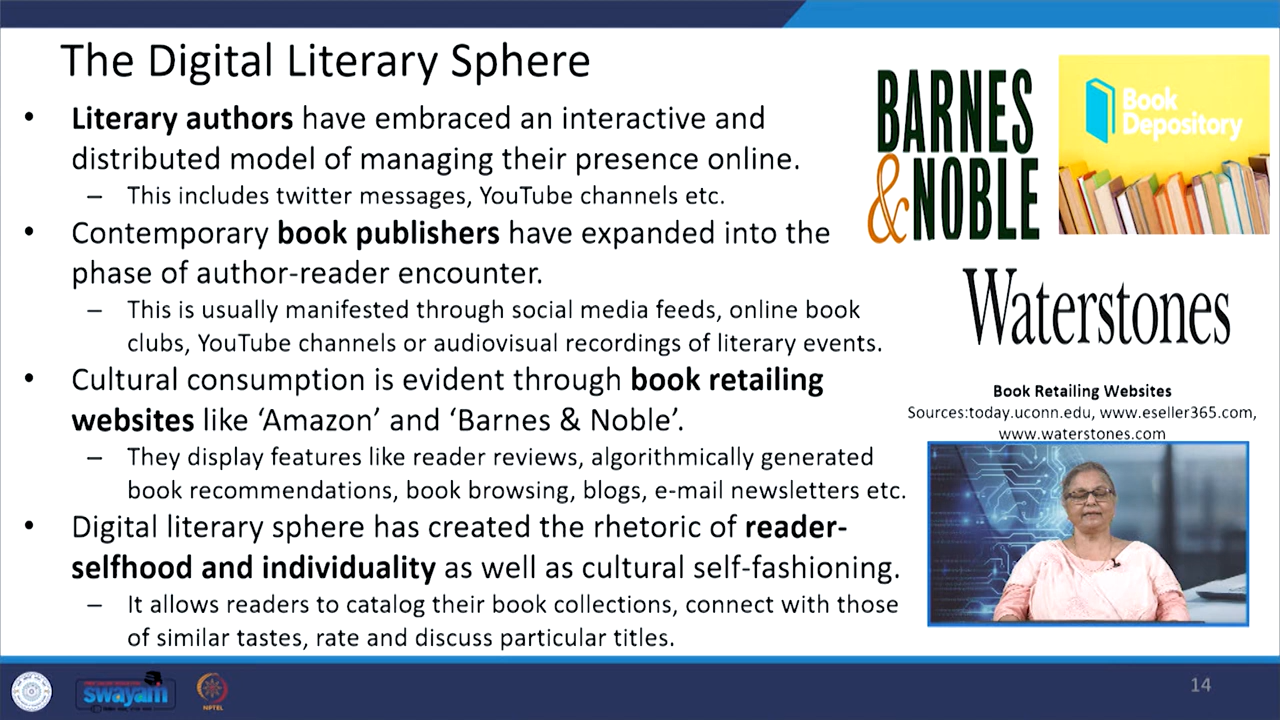 The Digital Literary Sphere
• Literary authors have embraced an interactive and
distributed model of managing their presence online.
– This includes twitter messages, YouTube channels etc.
• Contemporary book publishers have expanded into the
phase of author-reader encounter.
– This is usually manifested through social media feeds, online book
clubs, YouTube channels or audiovisual recordings of literary events.
• Cultural consumption is evident through book retailing
websites like ‘Amazon’ and ‘Barnes & Noble’.
– They display features like reader reviews, algorithmically generated
book recommendations, book browsing, blogs, e-mail newsletters etc.
• Digital literary sphere has created the rhetoric of reader-
selfhood and individuality as well as cultural self-fashioning.
– It allows readers to catalog their book collections, connect with those
of similar tastes, rate and discuss particular titles.
BARNES
&NOBLE
Book
Depository
Waterstones
Book Retailing Websites
Sources:today.uconn.edu, www.eseller365.com,
www.waterstones.com
swayam
NPTEL
14